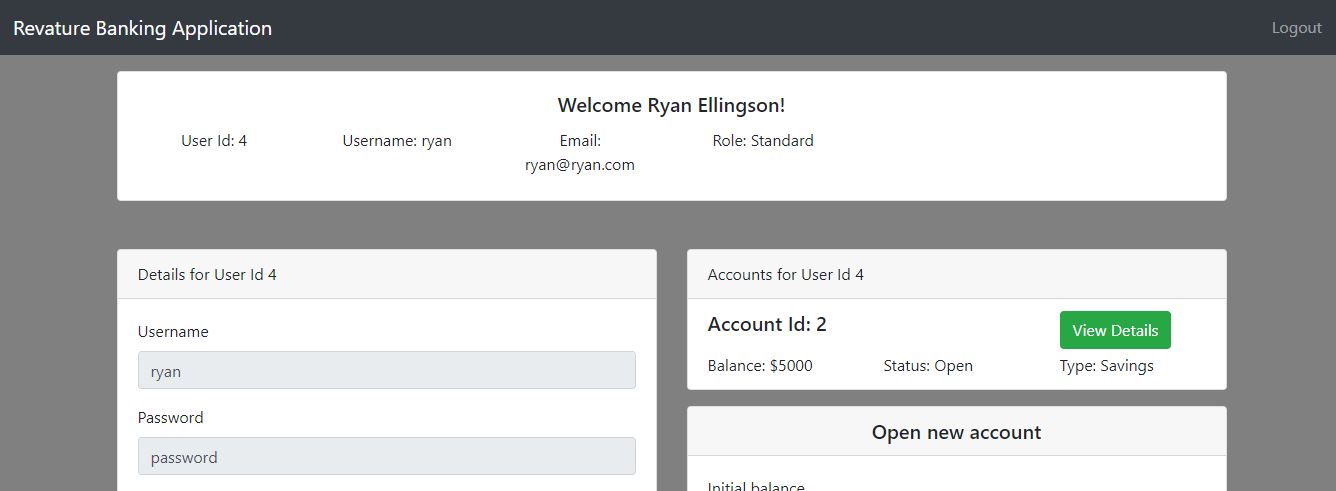 Revature Banking Application
Logout
Welcome Ryan Ellingson!
User Id: 4
Username: ryan
Email:
ryan@ryan.com
Role: Standard
Details for User Id 4
Username
ryan
Password
password
Accounts for User Id 4
Account Id: 2
View Details
Balance: $5000
Status: Open
Type: Savings
Open new account
Initial balance